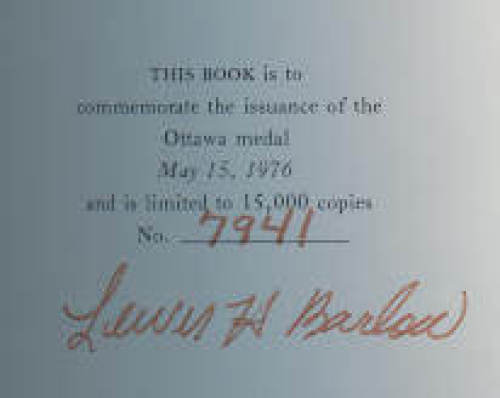 THIS BOOK is to
commemorate the issuance of the
Ottawa medal
May 15, 1976
and is limited to 15,000 copies
No. 7941
Lewis H Barlow